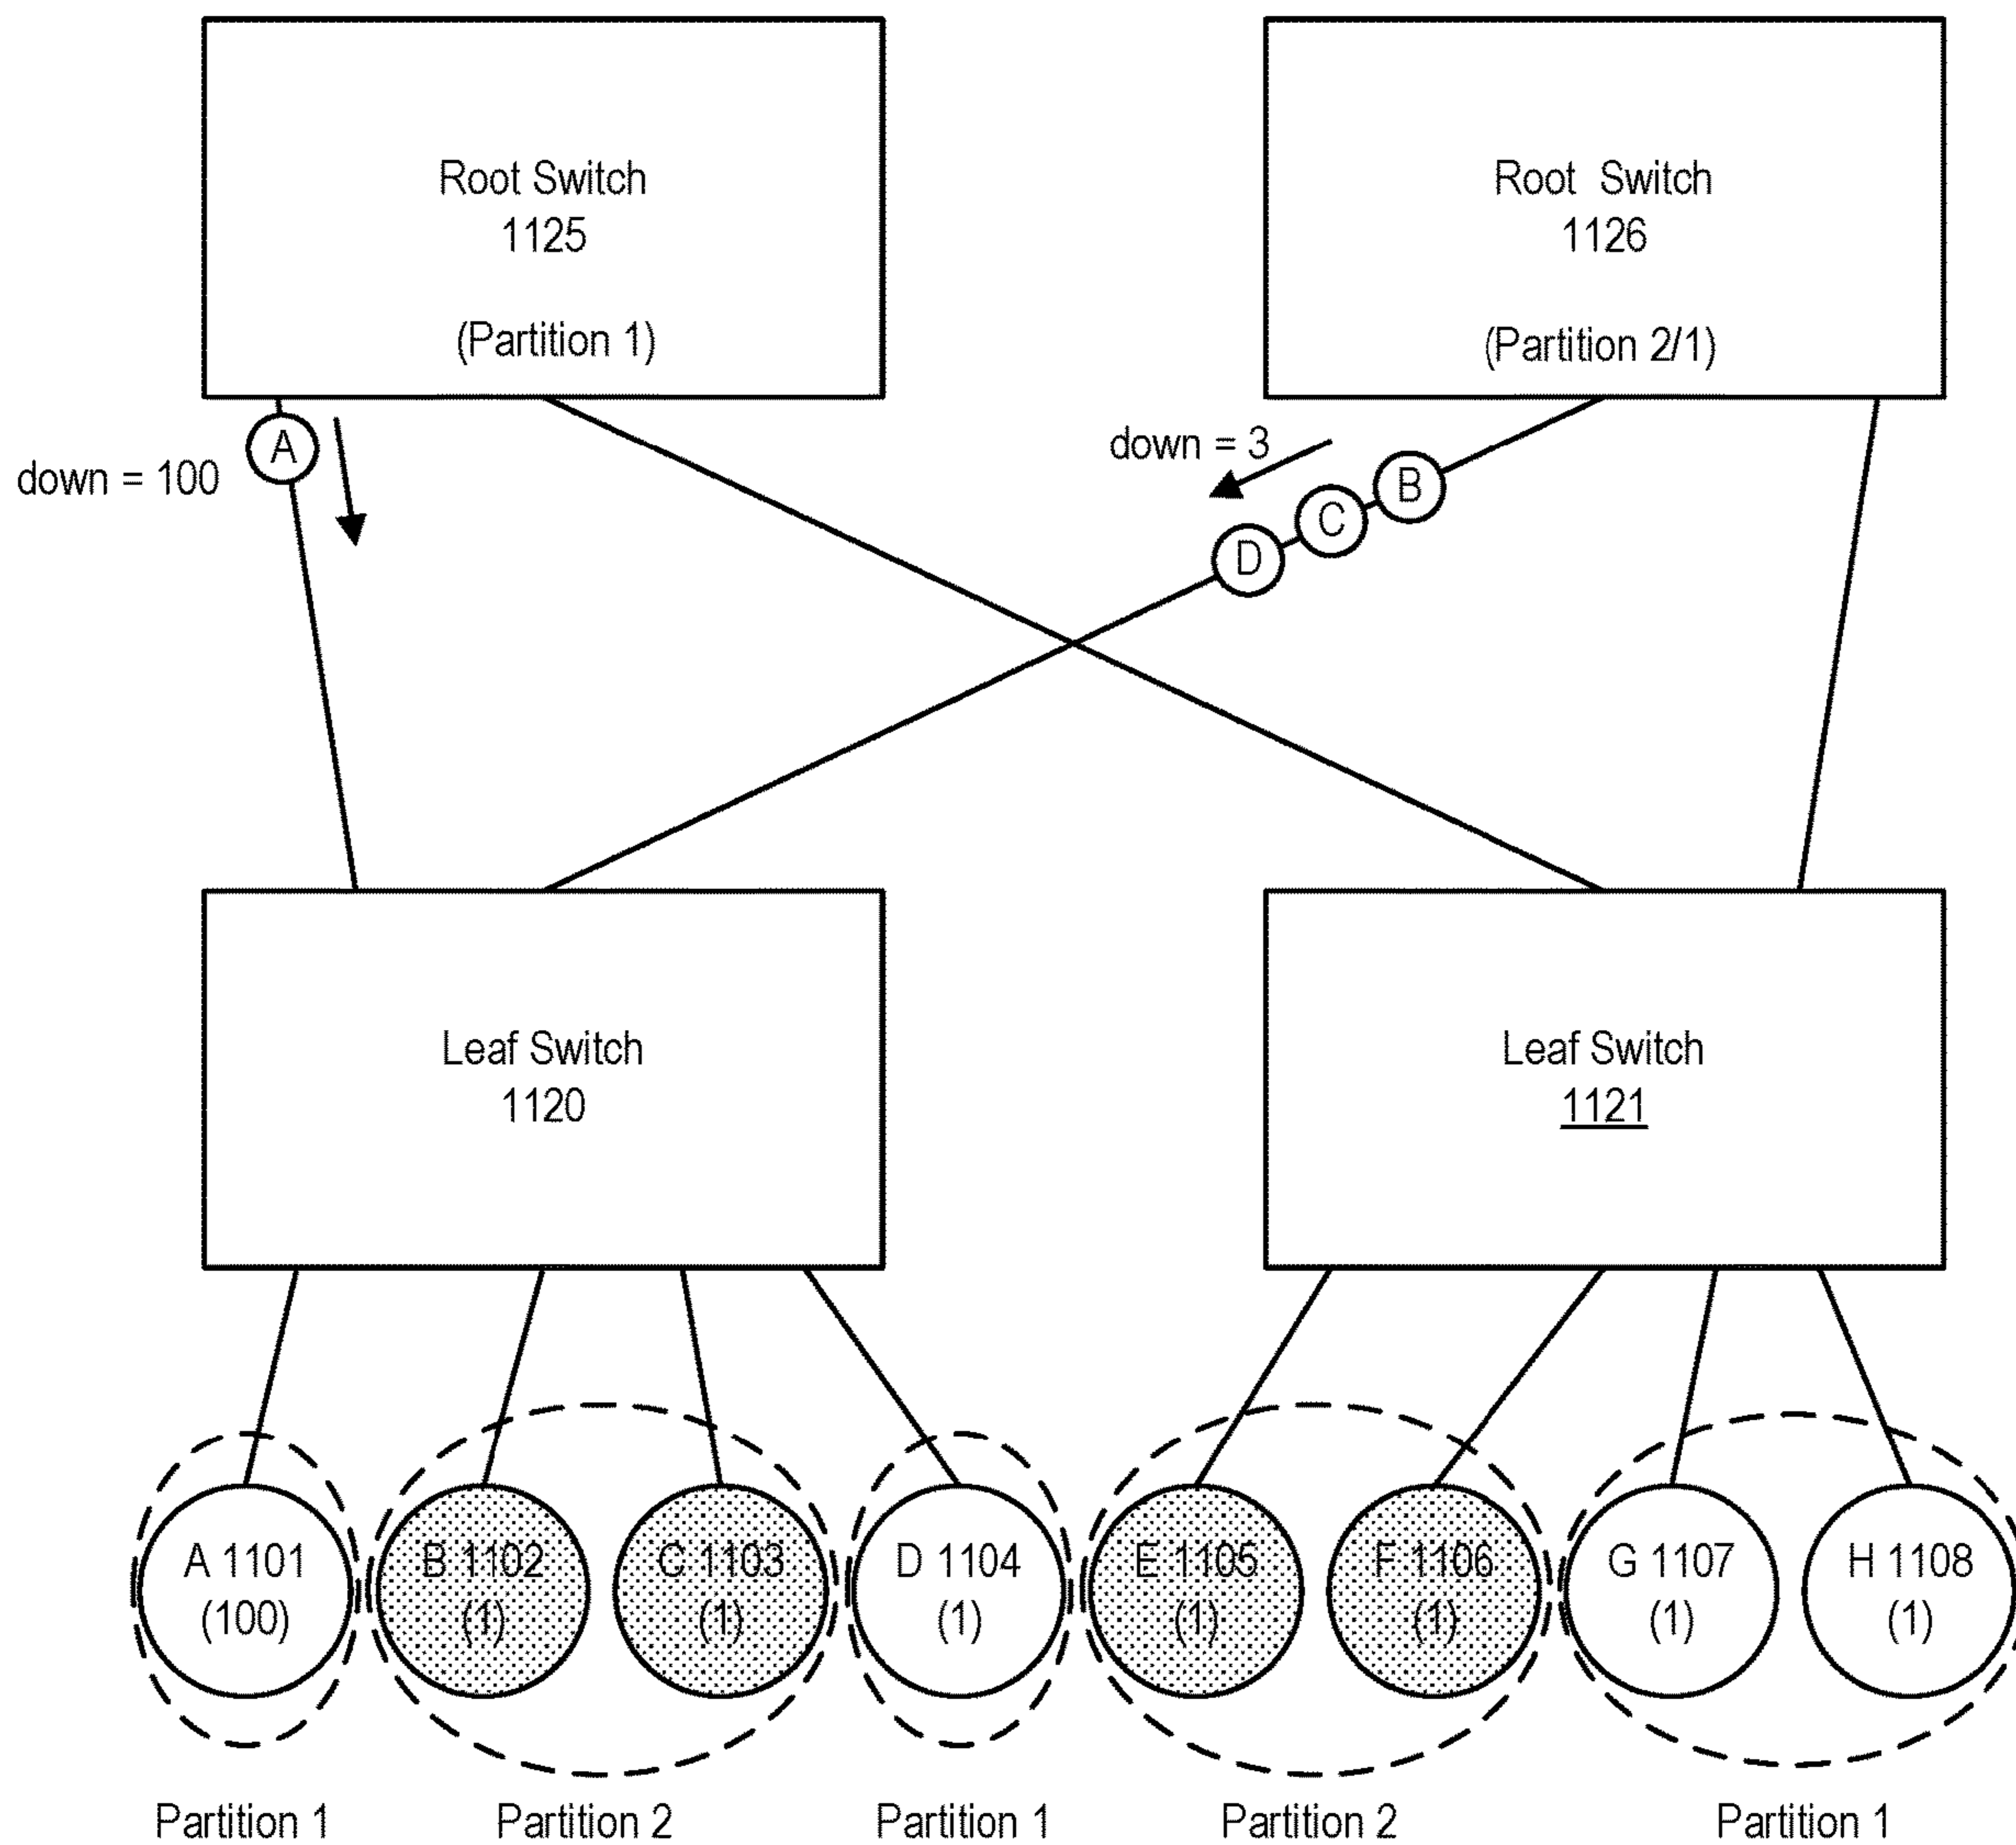 Root Switch
1125
(Partition 1)
Root Switch
1126
(Partition 2/1)
A
down = 100
down = 3
B
C
D
Leaf Switch
1120
Leaf Switch
1121
A 1101
(100)
B 1102
(1)
C 1103
(1)
D 1104
(1)
E 1105
(1)
F 1106
(1)
G 1107
(1)
H 1108
(1)
Partition 1
Partition 2
Partition 1
Partition 2
Partition 1